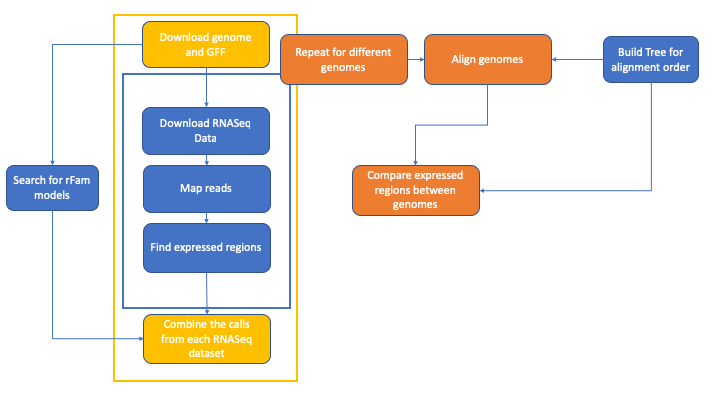 Download genome
and GFF
Repeat for different
genomes
Align genomes
Build Tree for
alignment order
Download RNASeq
Data
Search for rFam
models
Map reads
Compare expressed
regions between
genomes
Find expressed regions
Combine the calls
from each RNASeq
dataset